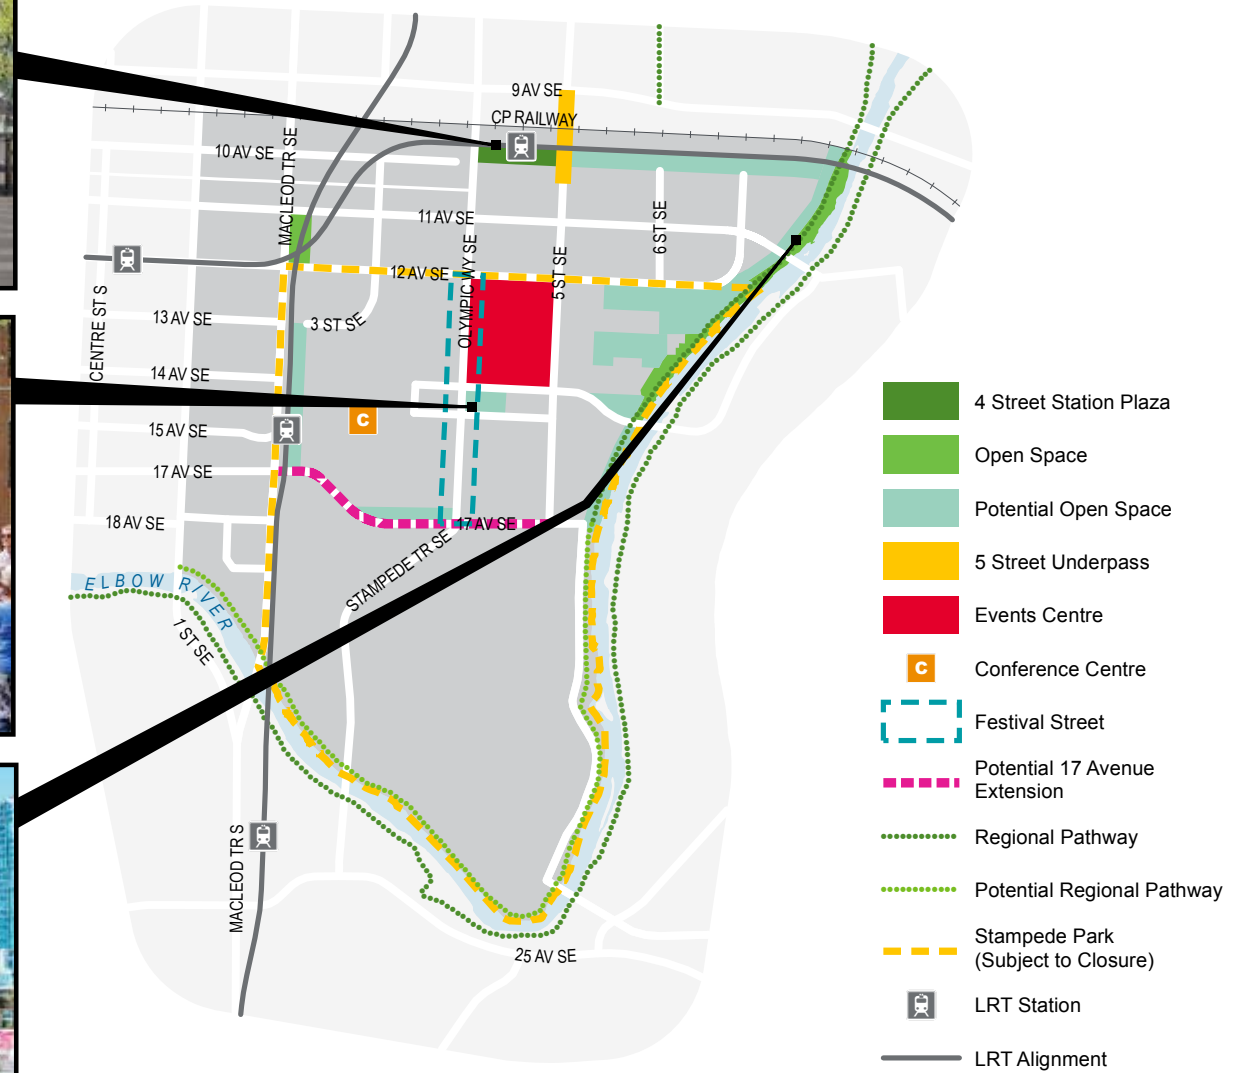 9 AV SE
CP RAILWAY
10 AV SE
MACLEOD TR SE
11 AV SE
6 ST SE
OLYMPIC WY SE
5 ST SE
12 AV SE
CENTRE ST S
13 AV SE
3 ST SE
14 AV SE
C
15 AV SE
17 AV SE
18 AV SE
17 AV SE
STAMPEDE TR SE
ELBOW RIVER
1 ST SE
MACLEOD TR S
25 AV SE
4 Street Station Plaza
Open Space
Potential Open Space
5 Street Underpass
Events Centre
C
Conference Centre
Festival Street
Potential 17 Avenue
Extension
Regional Pathway
Potential Regional Pathway
Stampede Park
(Subject to Closure)
LRT Station
LRT Alignment